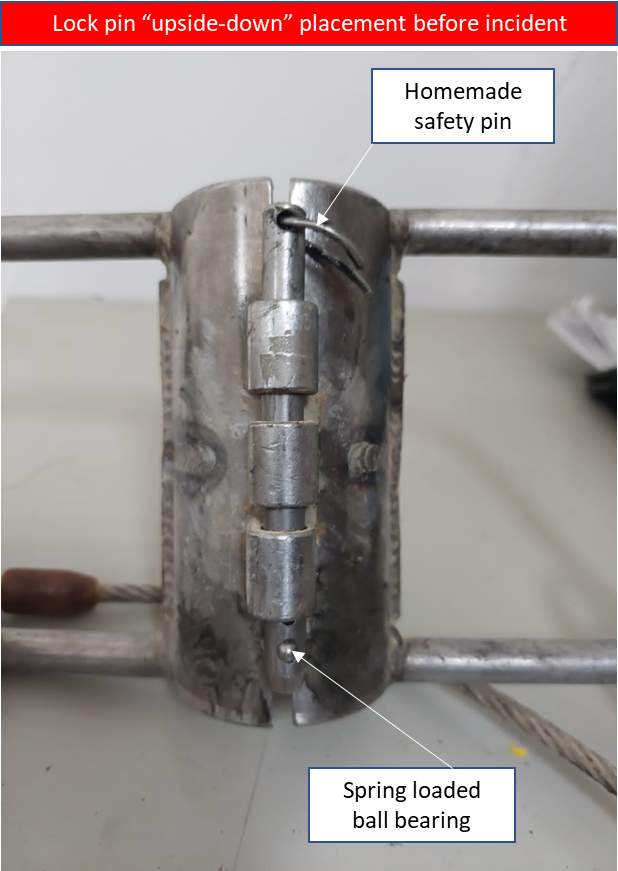 Lock pin “upside-down” placement before incident
Homemade
safety pin
Spring loaded
ball bearing